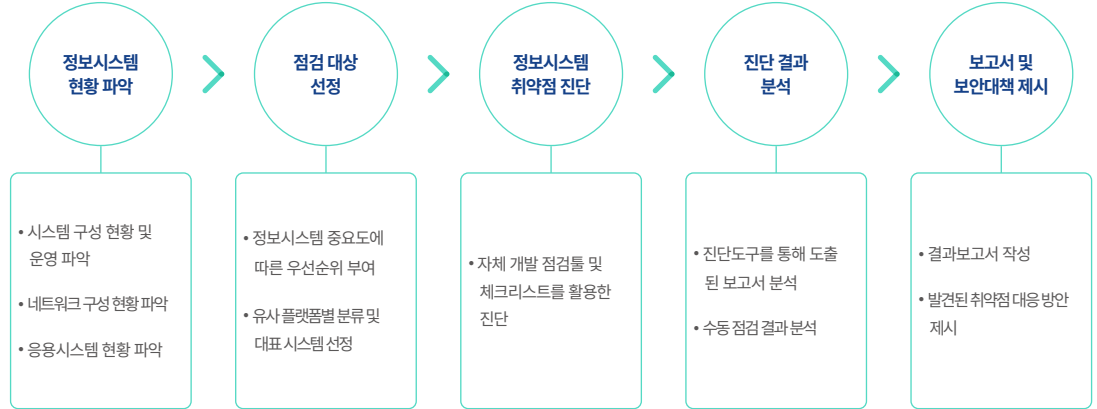 정보시스템
현황 파악
점검 대상
선정
정보시스템
취약점 진단
진단 결과
분석
보고서 및
보안대책 제시
• 시스템 구성 현황 및
운영 파악
• 네트워크 구성 현황 파악
• 응용시스템 현황 파악
• 정보시스템 중요도에
따른 우선순위 부여
• 유사 플랫폼별 분류 및
대표 시스템 선정
• 자체 개발 점검툴 및
체크리스트를 활용한
진단
• 진단도구를 통해 도출
된 보고서 분석
• 수동 점검 결과 분석
• 결과보고서 작성
• 발견된 취약점 대응 방안
제시